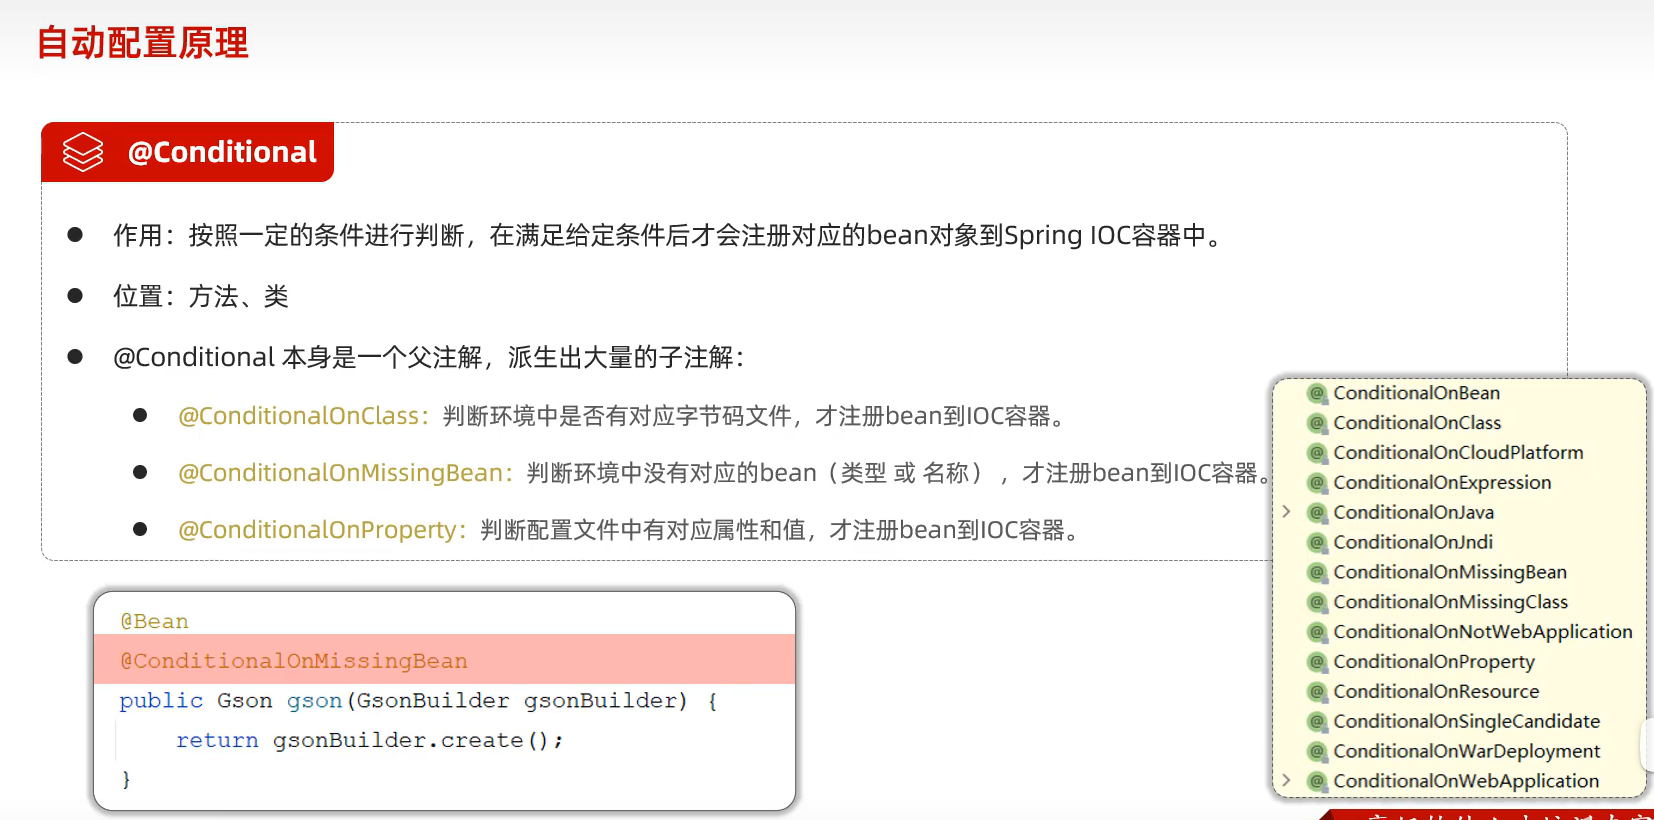 自动配置原理
@Conditional
作用：按照一定的条件进行判断，在满足给定条件后才会注册对应的bean对象到Spring IOC容器中。
位置：方法、类
@Conditional 本身是一个父注解，派生出大量的子注解：
@ConditionalOnClass：判断环境中是否有对应字节码文件，才注册bean到IOC容器。
@ConditionalOnMissingBean：判断环境中没有对应的bean（类型 或 名称） ，才注册bean到IOC容器。
@ConditionalOnProperty：判断配置文件中有对应属性和值，才注册bean到IOC容器。
@Bean
@ConditionalOnMissingBean
public Gson gson(GsonBuilder gsonBuilder) {
return gsonBuilder.create();
}
ConditionalOnBean
ConditionalOnClass
ConditionalOnCloudPlatform
ConditionalOnExpression
ConditionalOnJava
ConditionalOnJndi
ConditionalOnMissingBean
ConditionalOnMissingClass
ConditionalOnNotWebApplication
ConditionalOnProperty
ConditionalOnResource
ConditionalOnSingleCandidate
ConditionalOnWarDeployment
ConditionalOnWebApplication